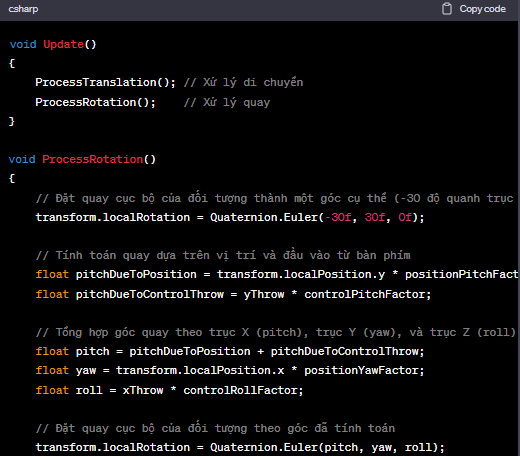 csharp Copy code
void Update()
{
    ProcessTranslation(); // Xử lý di chuyển
    ProcessRotation();    // Xử lý quay
}
void ProcessRotation()
{
    // Đặt quay cục bộ của đối tượng thành một góc cụ thể (-30 độ quanh trục
    transform.localRotation = Quaternion.Euler(-30f, 30f, 0f);
    // Tính toán quay dựa trên vị trí và đầu vào từ bàn phím
    float pitchDueToPosition = transform.localPosition.y * positionPitchFact
    float pitchDueToControlThrow = yThrow * controlPitchFactor;
    // Tổng hợp góc quay theo trục X (pitch), trục Y (yaw), và trục Z (roll)
    float pitch = pitchDueToPosition + pitchDueToControlThrow;
    float yaw = transform.localPosition.x * positionYawFactor;
    float roll = xThrow * controlRollFactor;
    // Đặt quay cục bộ của đối tượng theo góc đã tính toán
    transform.localRotation = Quaternion.Euler(pitch, yaw, roll);